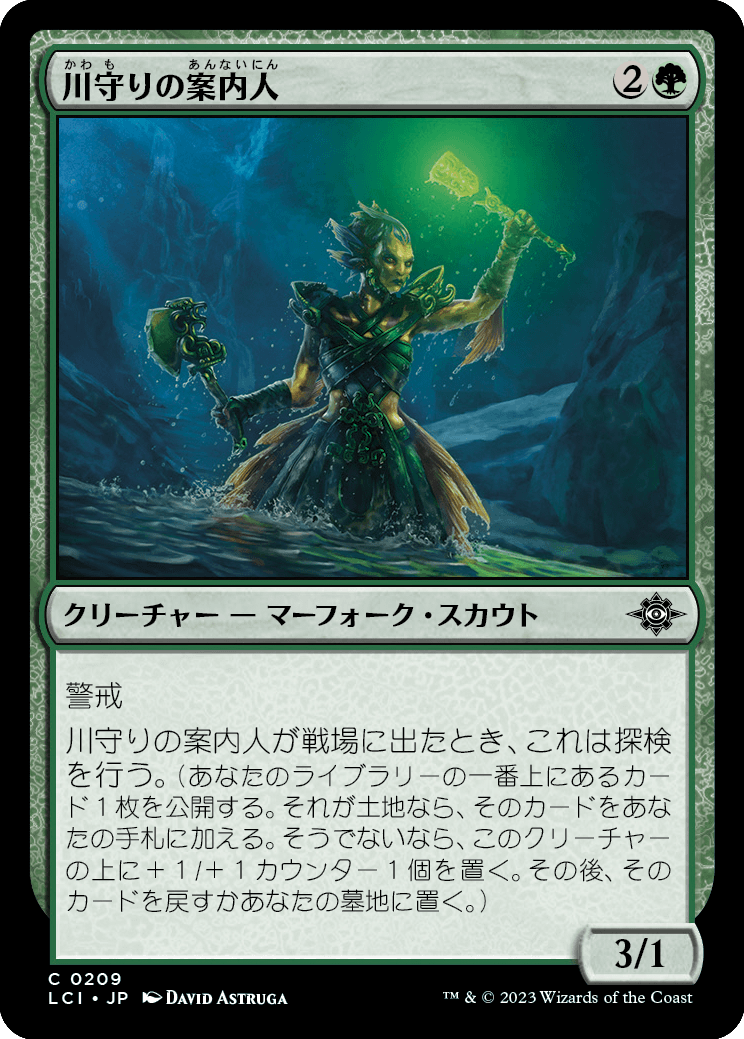 かわも あんないにん
川守りの案内人 2
クリーチャー — マーフォーク・スカウト
警戒
川守りの案内人が戦場に出たとき、これは探検
を行う。（あなたのライブラリーの一番上にあるカー
ド１枚を公開する。それが土地なら、そのカードをあな
たの手札に加える。そうでないなら、このクリーチャー
の上に＋１/＋１カウンター１個を置く。その後、その
カードを戻すかあなたの墓地に置く。）
3/1
C 0209
LCI • JP David Astruga
™ & © 2023 Wizards of the Coast